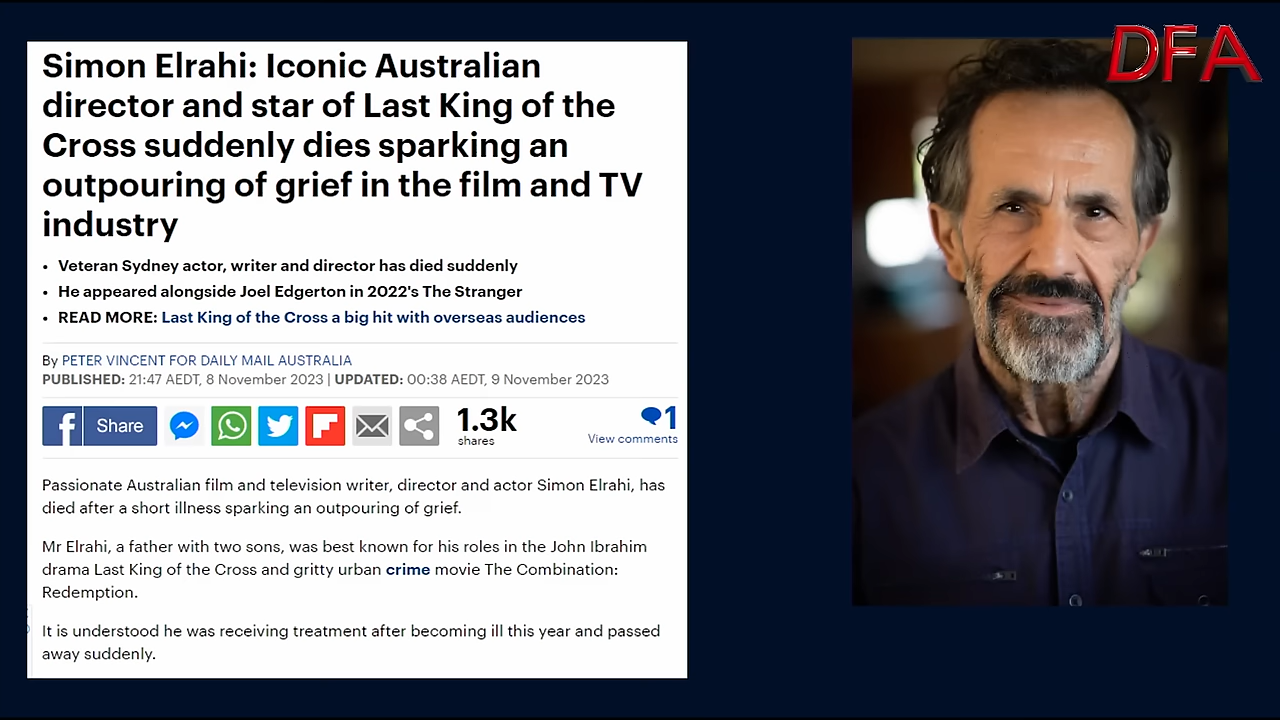 Simon Elrahi: Iconic Australian
director and star of Last King of the
Cross suddenly dies sparking an
outpouring of grief in the film and TV
industry
• Veteran Sydney actor, writer and director has died suddenly
• He appeared alongside Joel Edgerton in 2022's The Stranger
• READ MORE: Last King of the Cross a big hit with overseas audiences
By PETER VINCENT FOR DAILY MAIL AUSTRALIA
PUBLISHED: 21:47 AEDT, 8 November 2023 | UPDATED: 00:38 AEDT, 9 November 2023
f Share
1.3k
shares
1
View comments
Passionate Australian film and television writer, director and actor Simon Elrahi, has
died after a short illness sparking an outpouring of grief.
Mr Elrahi, a father with two sons, was best known for his roles in the John Ibrahim
drama Last King of the Cross and gritty urban crime movie The Combination:
Redemption.
It is understood he was receiving treatment after becoming ill this year and passed
away suddenly.
DFA